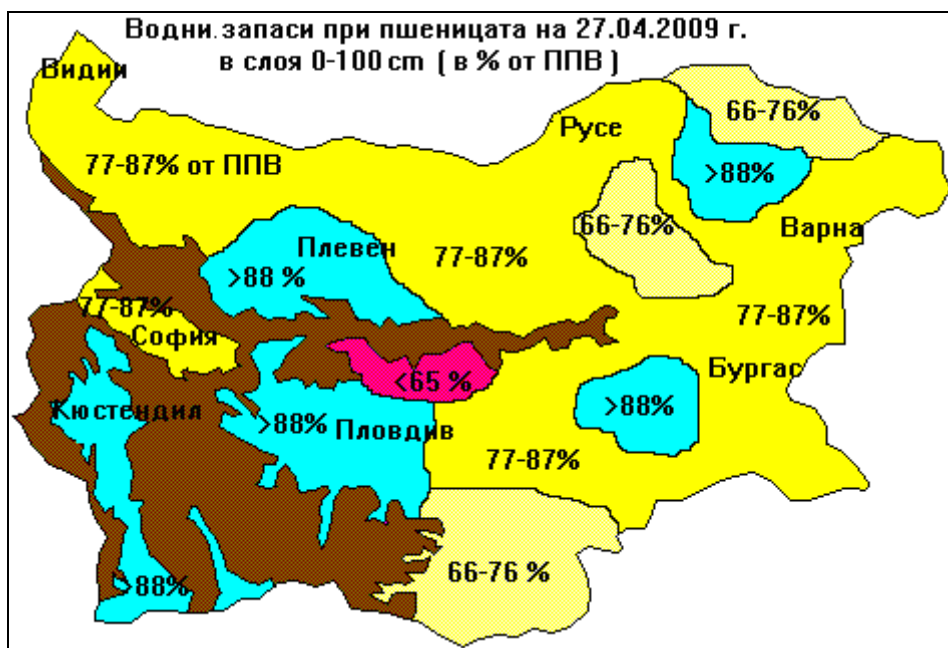 Водни.запаси при пшеницата на 27.04.2009 г.
в слоя 0-100 cm ( в % от ППВ )
Видин
66-76%
Русе
77-87% от ППВ
>88%
66-76%
Варна
Плевен
77-87%
>88 %
77-87%
77-87%
София
Бургас
<65 %
Кюстендил
>88%
>88%
Пловдив
77-87%
66-76 %
>88%